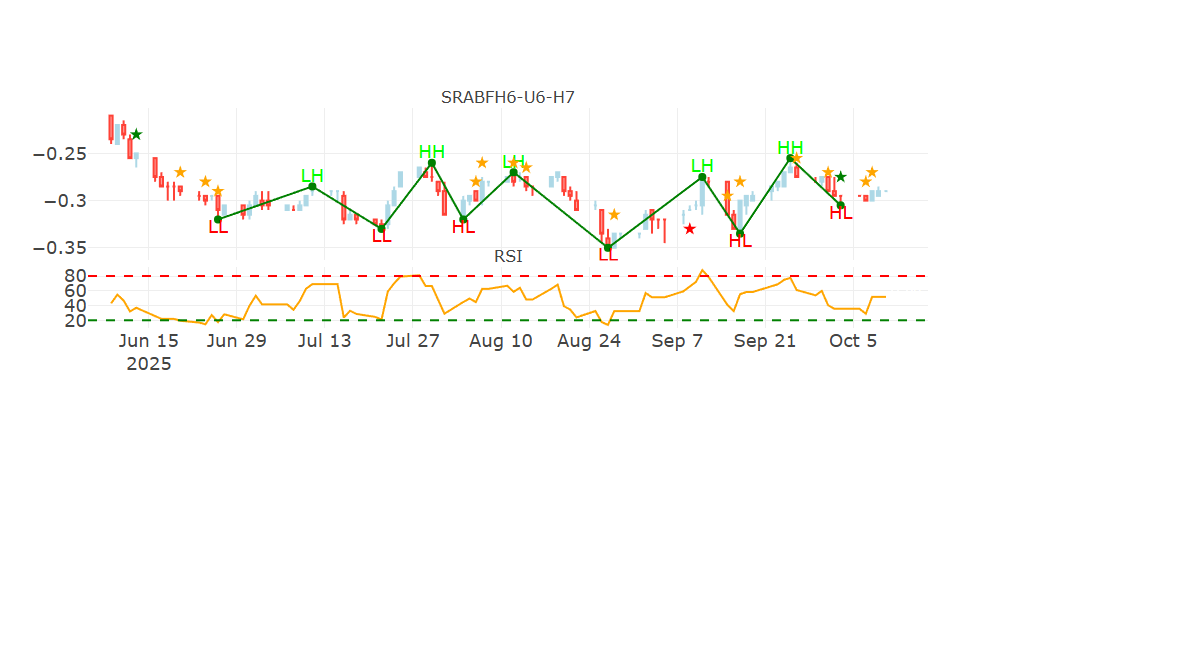 SRABFH6-U6-H7
−0.25
−0.3
−0.35
LL
LH
LL
HH
HL
LH
LL
LH
HL
HH
HL
RSI
80
60
40
20
Jun 15
2025
Jun 29
Jul 13
Jul 27
Aug 10
Aug 24
Sep 7
Sep 21
Oct 5